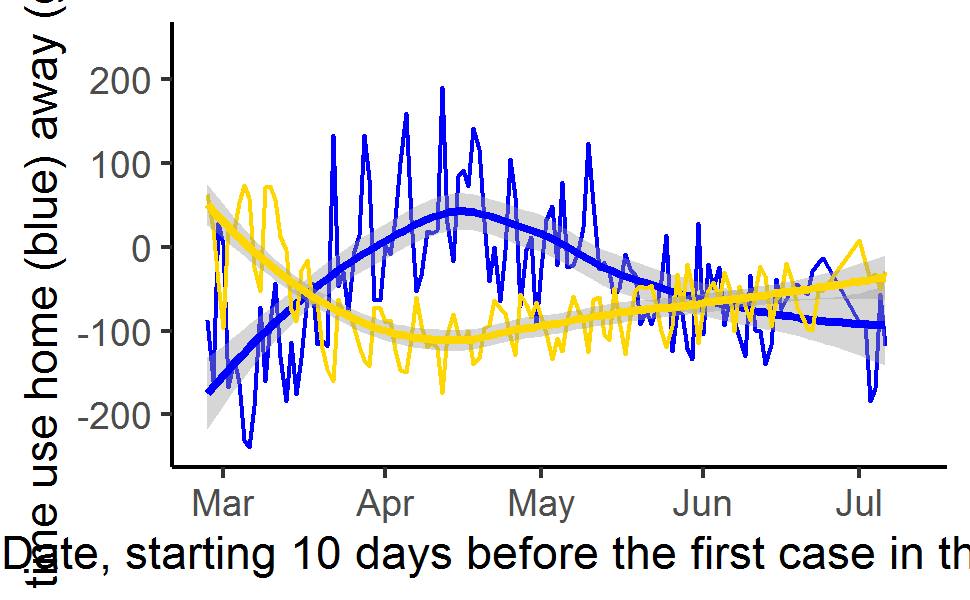 time use home (blue) away (
200
100
0
-100
-200
Mar Apr May Jun Jul
Date, starting 10 days before the first case in th